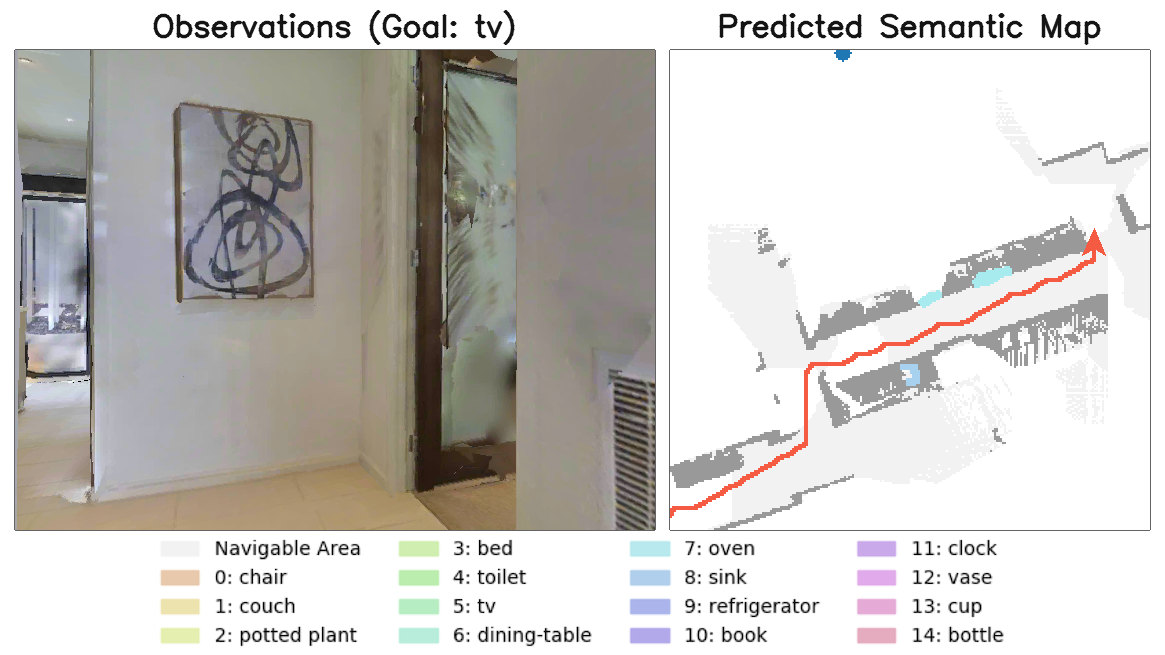 Observations (Goal: tv)
Predicted Semantic Map
Navigable Area
0: chair
1: couch
2: potted plant
3: bed
4: toilet
5: tv
6: dining-table
7: oven
8: sink
9: refrigerator
10: book
11: clock
12: vase
13: cup
14: bottle